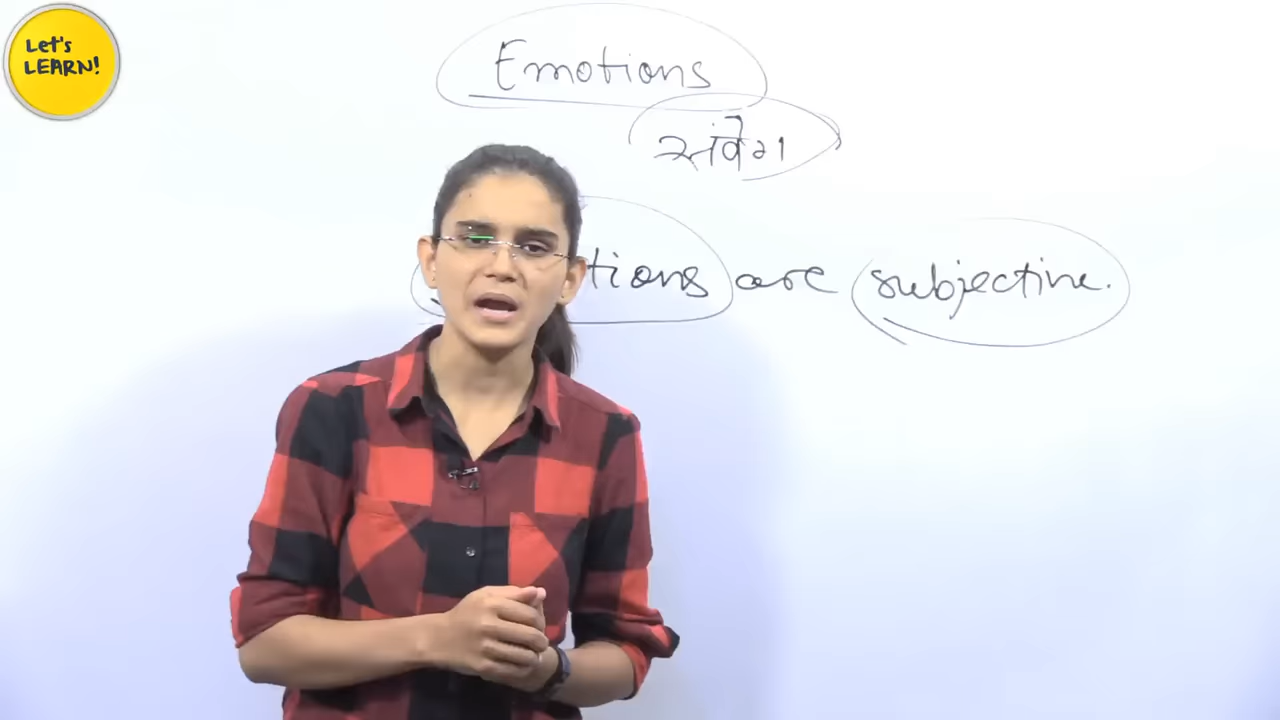 Let's
LEARN!
Emotions
संवेग
tions are subjective.